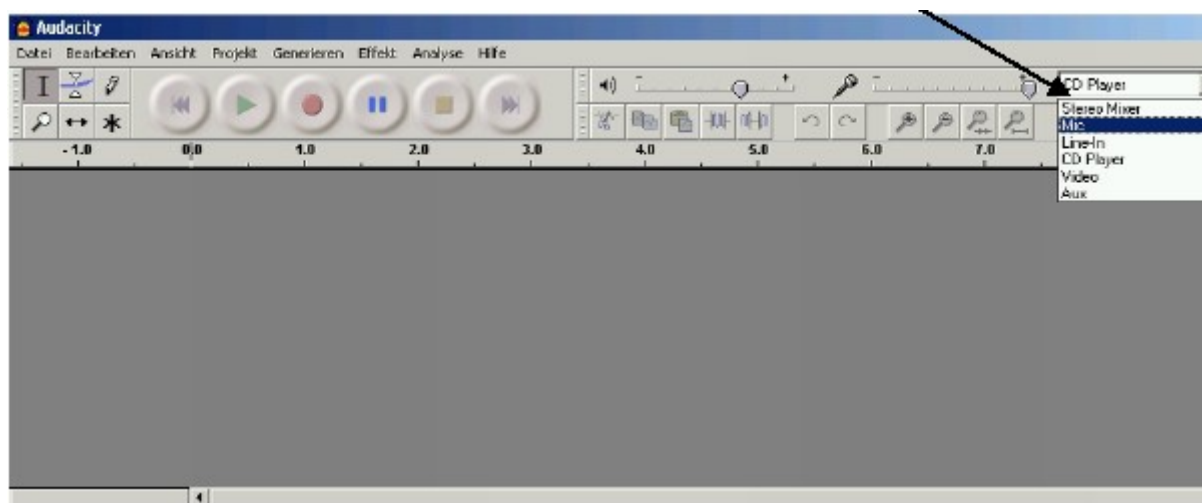 Audacity
Datei Bearbeiten Ansicht Projekt Generieren Effekt Analyse Hilfe
CD Player
Stereo Mixer
Mic
Line-In
CD Player
Video
Aux
- 1.0 0,0 1.0 2.0 3.0 4.0 5.0 6.0 7.0